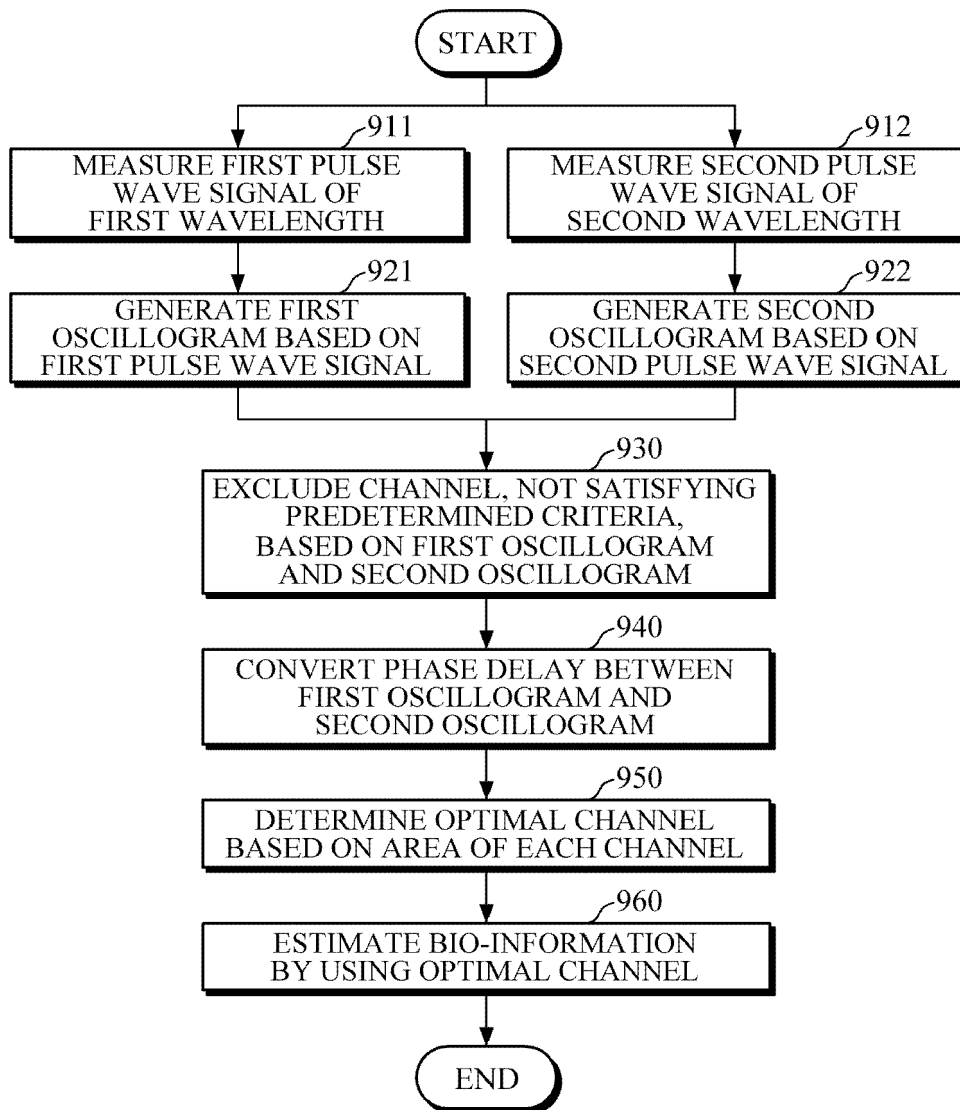 START
911
MEASURE FIRST PULSE
WAVE SIGNAL OF
FIRST WAVELENGTH
912
MEASURE SECOND PULSE
WAVE SIGNAL OF
SECOND WAVELENGTH
921
GENERATE FIRST
OSCILLOGRAM BASED ON
FIRST PULSE WAVE SIGNAL
922
GENERATE SECOND
OSCILLOGRAM BASED ON
SECOND PULSE WAVE SIGNAL
930
EXCLUDE CHANNEL, NOT SATISFYING
PREDETERMINED CRITERIA,
BASED ON FIRST OSCILLOGRAM
AND SECOND OSCILLOGRAM
940
CONVERT PHASE DELAY BETWEEN
FIRST OSCILLOGRAM AND
SECOND OSCILLOGRAM
950
DETERMINE OPTIMAL CHANNEL
BASED ON AREA OF EACH CHANNEL
960
ESTIMATE BIO-INFORMATION
BY USING OPTIMAL CHANNEL
END